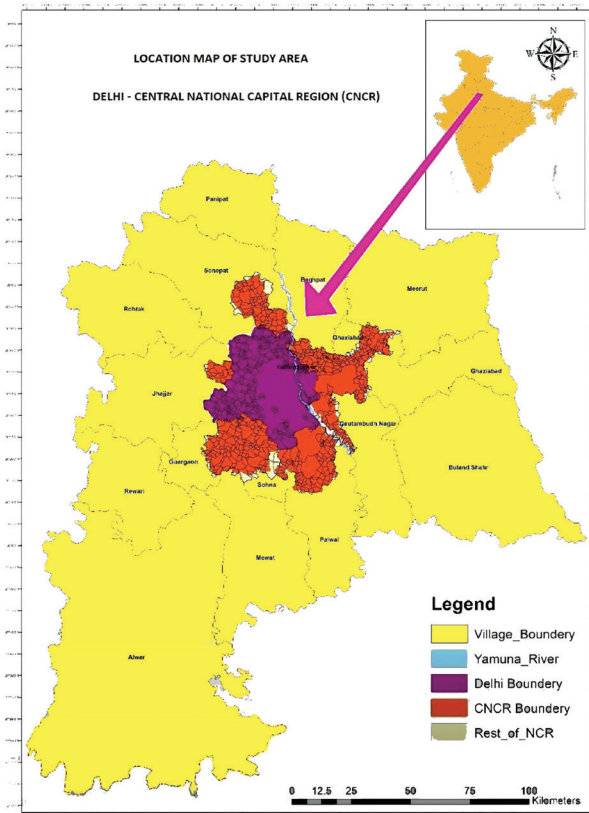 LOCATION MAP OF STUDY AREA
DELHI - CENTRAL NATIONAL CAPITAL REGION (CNCR)
N
W E
S
Panipat
Sonepat
Baghpat
Meerut
Rohtak
Ghaziabad
Ghaziabad
Jhajjar
Gautambudh Nagar
Guargaon
Buland Shahr
Sohna
Rewari
Palwal
Mewat
Alwar
Legend
Village_Boundery
Yamuna_River
Delhi Boundery
CNCR Boundery
Rest_of_NCR
0 12.5 25 50 75 100
Kilometers